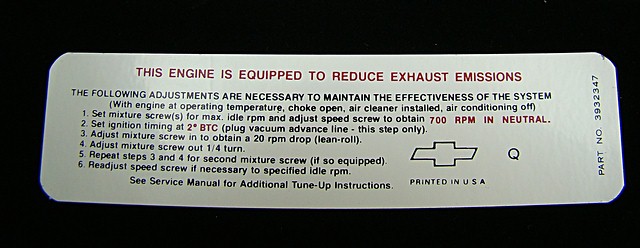 THIS ENGINE IS EQUIPPED TO REDUCE EXHAUST EMISSIONS
THE FOLLOWING ADJUSTMENTS ARE NECESSARY TO MAINTAIN THE EFFECTIVENESS OF THE SYSTEM
(With engine at operating temperature, choke open, air cleaner installed, air conditioning off)
1. Set mixture screw(s) for max. idle rpm and adjust speed screw to obtain 700 RPM IN NEUTRAL.
2. Set ignition timing at 2° BTC (plug vacuum advance line - this step only).
3. Adjust mixture screw in to obtain a 20 rpm drop (lean-roll).
4. Adjust mixture screw out 1/4 turn.
5. Repeat steps 3 and 4 for second mixture screw (if so equipped).
6. Readjust speed screw if necessary to specified idle rpm.
See Service Manual for Additional Tune-Up Instructions.
Q
PRINTED IN U S A
PART NO. 3932347